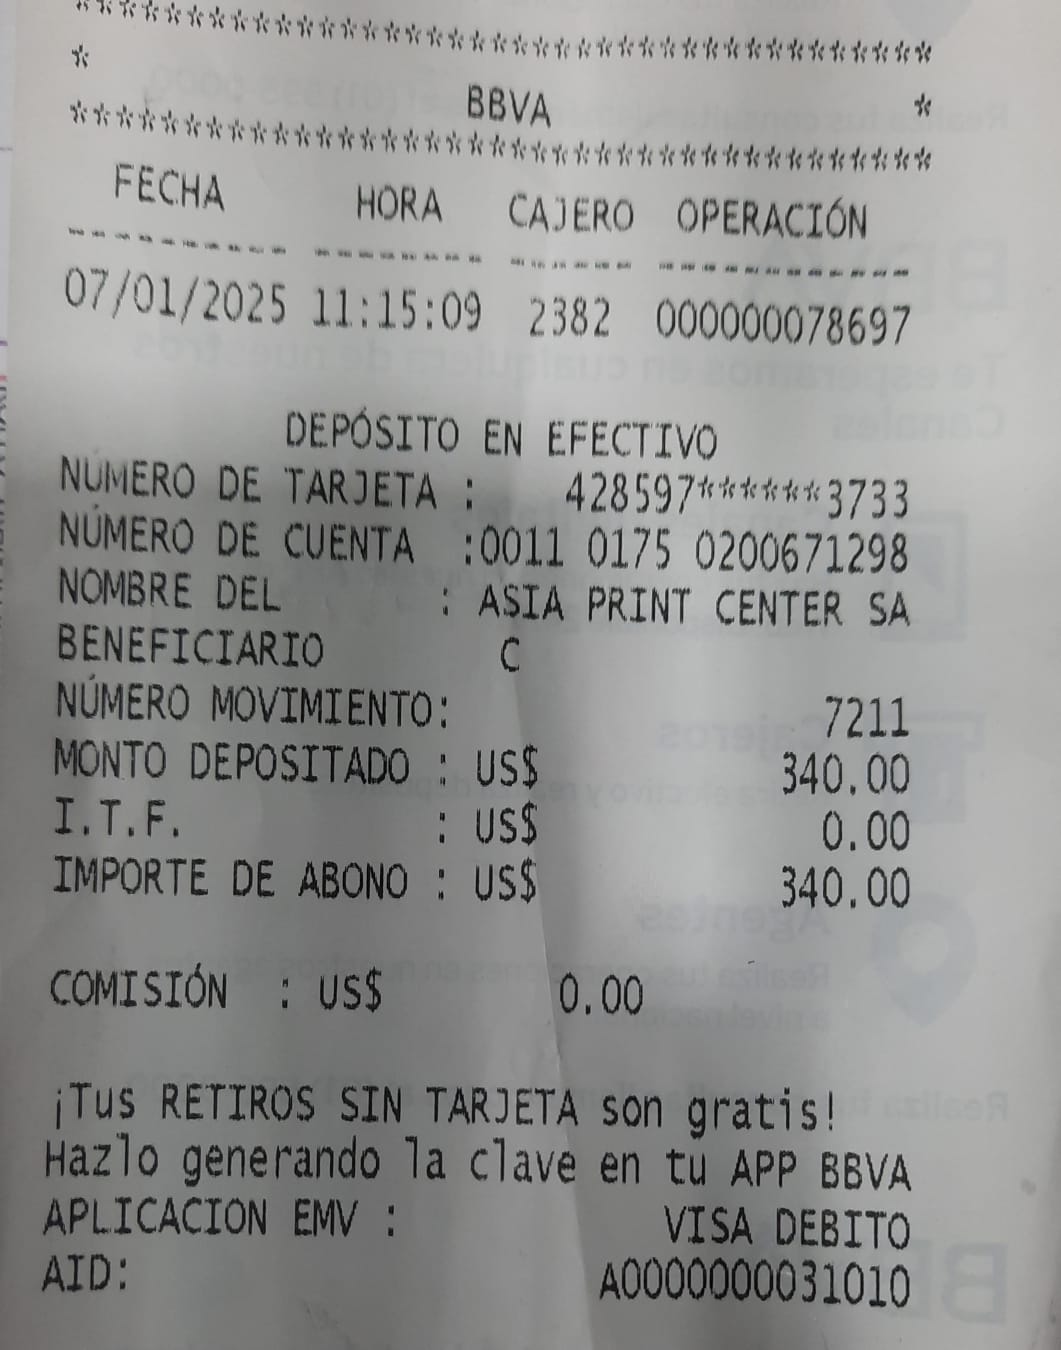 ******************************************
* BBVA *
******************************************
FECHA HORA CAJERO OPERACIÓN
---------- -------- ------ ------------
07/01/2025 11:15:09 2382 000000078697
DEPÓSITO EN EFECTIVO
NÚMERO DE TARJETA : 428597******3733
NÚMERO DE CUENTA :0011 0175 0200671298
NOMBRE DEL : ASIA PRINT CENTER SA
BENEFICIARIO C
NÚMERO MOVIMIENTO: 7211
MONTO DEPOSITADO : US$ 340.00
I.T.F. : US$ 0.00
IMPORTE DE ABONO : US$ 340.00
COMISIÓN : US$ 0.00
¡Tus RETIROS SIN TARJETA son gratis!
Hazlo generando la clave en tu APP BBVA
APLICACION EMV : VISA DEBITO
AID: A0000000031010